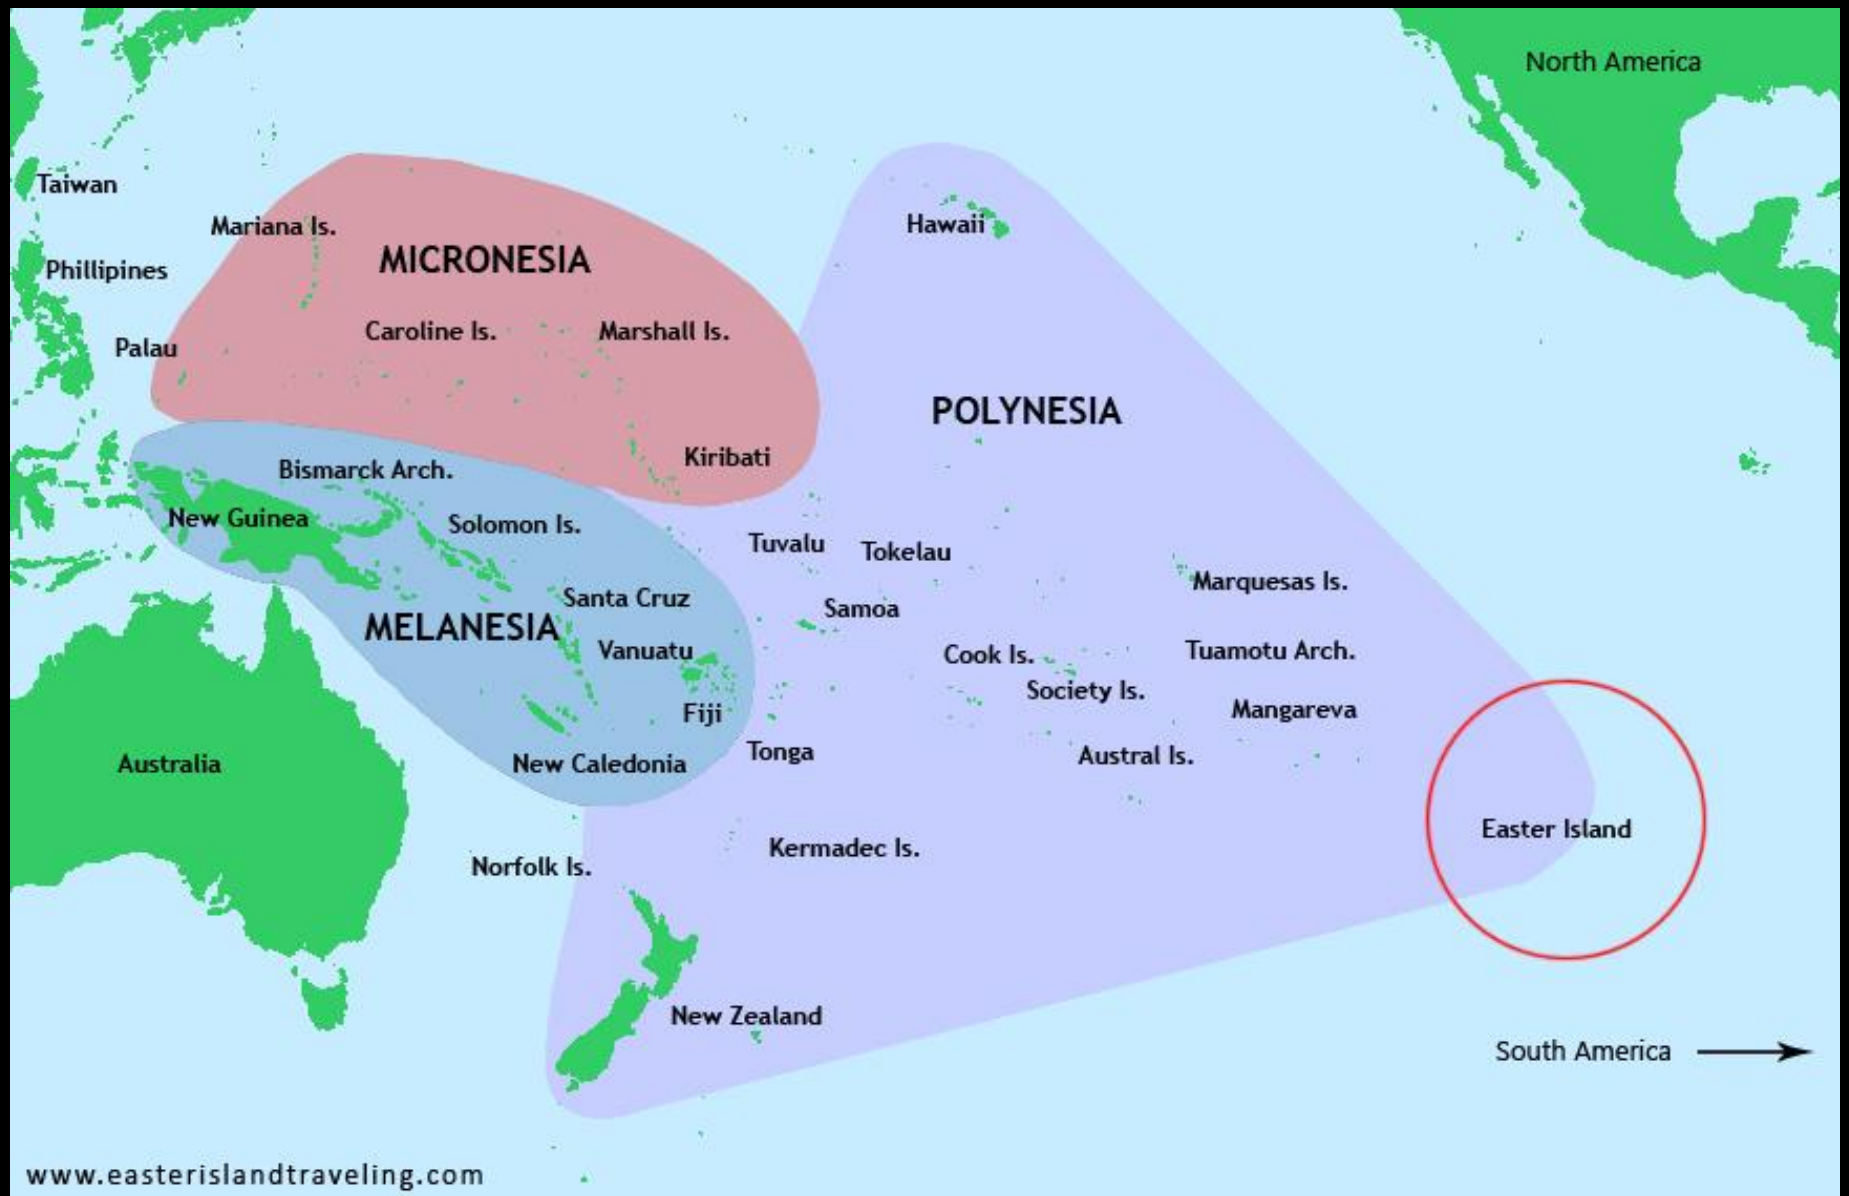 North America
Taiwan
Mariana Is.
Hawaii
MICRONESIA
Phillipines
Caroline Is.
Marshall Is.
Palau
POLYNESIA
Kiribati
Bismarck Arch.
New Guinea
Solomon Is.
Tuvalu
Tokelau
Marquesas Is.
Santa Cruz
Samoa
MELANESIA
Vanuatu
Cook Is.
Tuamotu Arch.
Society Is.
Fiji
Mangareva
Tonga
Austral Is.
Australia
New Caledonia
Easter Island
Kermadec Is.
Norfolk Is.
New Zealand
South America
www.easterislandtraveling.com